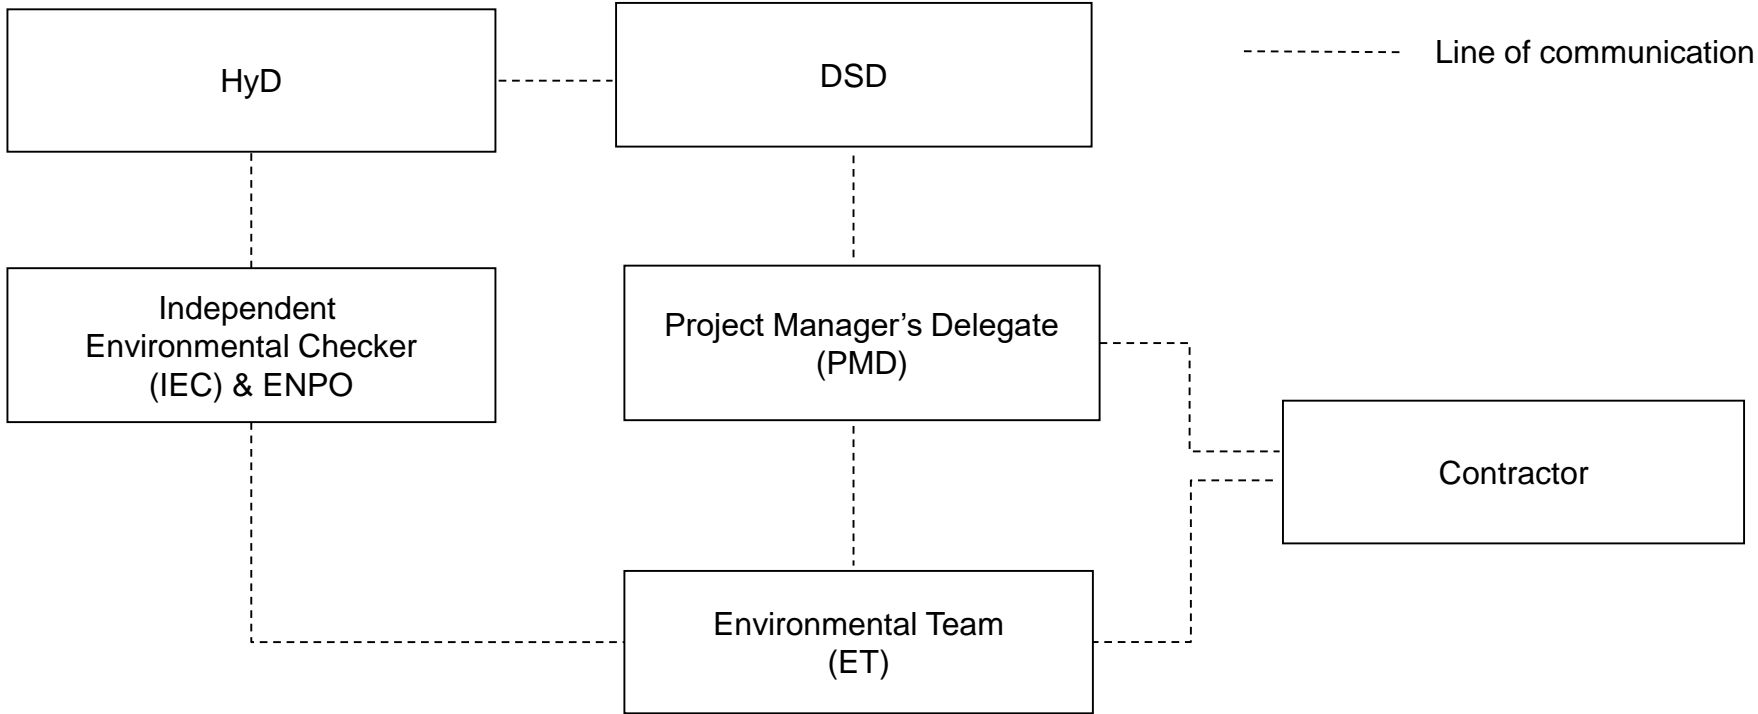 HyD
DSD
Line of communication
Independent
Environmental Checker
(IEC) & ENPO
Project Manager’s Delegate
(PMD)
Contractor
Environmental Team
(ET)